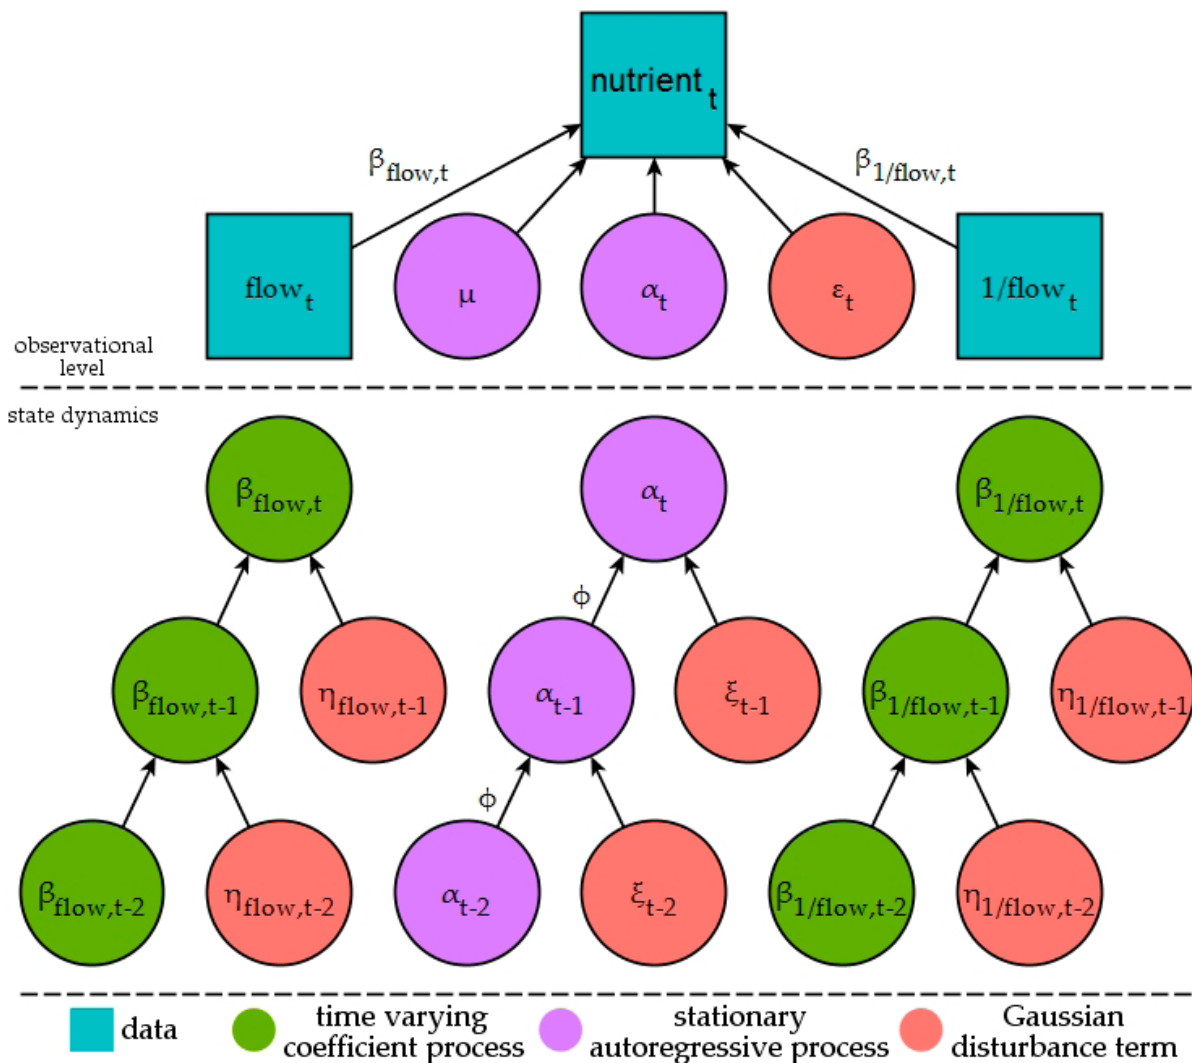 nutrient_t
β_flow,t
β_1/flow,t
flow_t
μ
α_t
ε_t
1/flow_t
observational
level
state dynamics
β_flow,t
α_t
β_1/flow,t
ϕ
β_flow,t-1
η_flow,t-1
α_t-1
ξ_t-1
β_1/flow,t-1
η_1/flow,t-1
ϕ
β_flow,t-2
η_flow,t-2
α_t-2
ξ_t-2
β_1/flow,t-2
η_1/flow,t-2
data
time varying
coefficient process
stationary
autoregressive process
Gaussian
disturbance term